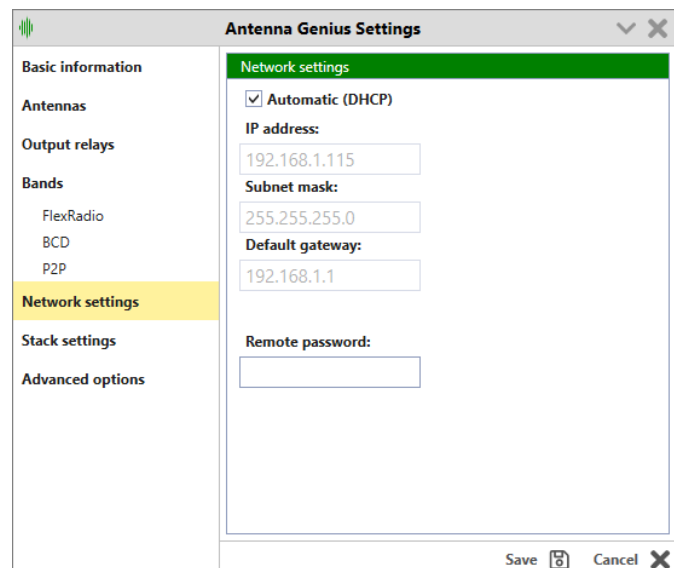 Antenna Genius Settings
Basic information
Antennas
Output relays
Bands
FlexRadio
BCD
P2P
Network settings
Stack settings
Advanced options
Network settings
Automatic (DHCP)
IP address:
192.168.1.115
Subnet mask:
255.255.255.0
Default gateway:
192.168.1.1
Remote password:
Save
Cancel